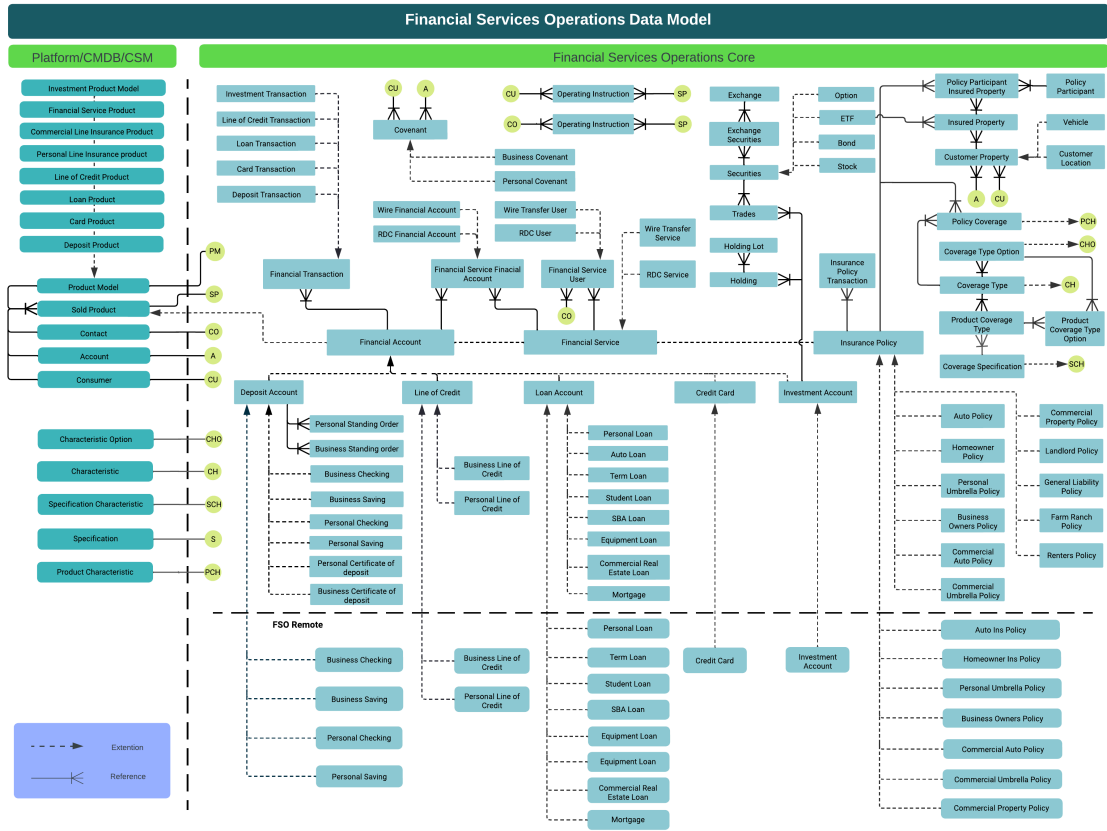 Financial Services Operations Data Model
Platform/CMDB/CSM
Financial Services Operations Core
Investment Product Model
Financial Service Product
Commercial Line Insurance Product
Personal Line Insurance product
Line of Credit Product
Loan Product
Card Product
Deposit Product
Product Model
Sold Product
Contact
Account
Consumer
PM
SP
CO
A
CU
Characteristic Option
Characteristic
Specification Characteristic
Specification
Product Characteristic
CHO
CH
SCH
S
PCH
Extention
Reference
Investment Transaction
Line of Credit Transaction
Loan Transaction
Card Transaction
Deposit Transaction
Financial Transaction
CU
A
Covenant
Business Covenant
Personal Covenant
CU
Operating Instruction
SP
CO
Operating Instruction
SP
Wire Financial Account
RDC Financial Account
Wire Transfer User
RDC User
Wire Transfer
Service
RDC Service
Financial Service Finacial
Account
Financial Service
User
CO
Financial Account
Financial Service
Exchange
Exchange
Securities
Securities
Trades
Holding Lot
Holding
Option
ETF
Bond
Stock
Insurance
Policy
Transaction
Insurance Policy
Policy Participant
Insured Property
Policy
Participant
Insured Property
Vehicle
Customer Property
Customer
Location
A
CU
Policy Coverage
PCH
Coverage Type Option
CHO
Coverage Type
CH
Product Coverage
Type
Product
Coverage Type
Option
Coverage Specification
SCH
Deposit Account
Line of Credit
Loan Account
Credit Card
Investment Account
Personal Standing Order
Business Standing order
Business Checking
Business Saving
Personal Checking
Personal Saving
Personal Certificate of
deposit
Business Certificate of
deposit
Business Line of
Credit
Personal Line of
Credit
Personal Loan
Auto Loan
Term Loan
Student Loan
SBA Loan
Equipment Loan
Commercial Real
Estate Loan
Mortgage
Auto Policy
Homeowner
Policy
Personal
Umbrella Policy
Business
Owners Policy
Commercial
Auto Policy
Commercial
Umbrella Policy
Commercial
Property Policy
Landlord Policy
General Liability
Policy
Farm Ranch
Policy
Renters Policy
FSO Remote
Business Checking
Business Saving
Personal Checking
Personal Saving
Business Line of
Credit
Personal Line of
Credit
Personal Loan
Term Loan
Student Loan
SBA Loan
Equipment Loan
Equipment Loan
Commercial Real
Estate Loan
Mortgage
Credit Card
Investment
Account
Auto Ins Policy
Homeowner Ins Policy
Personal Umbrella Policy
Business Owners Policy
Commercial Auto Policy
Commercial Umbrella Policy
Commercial Property Policy